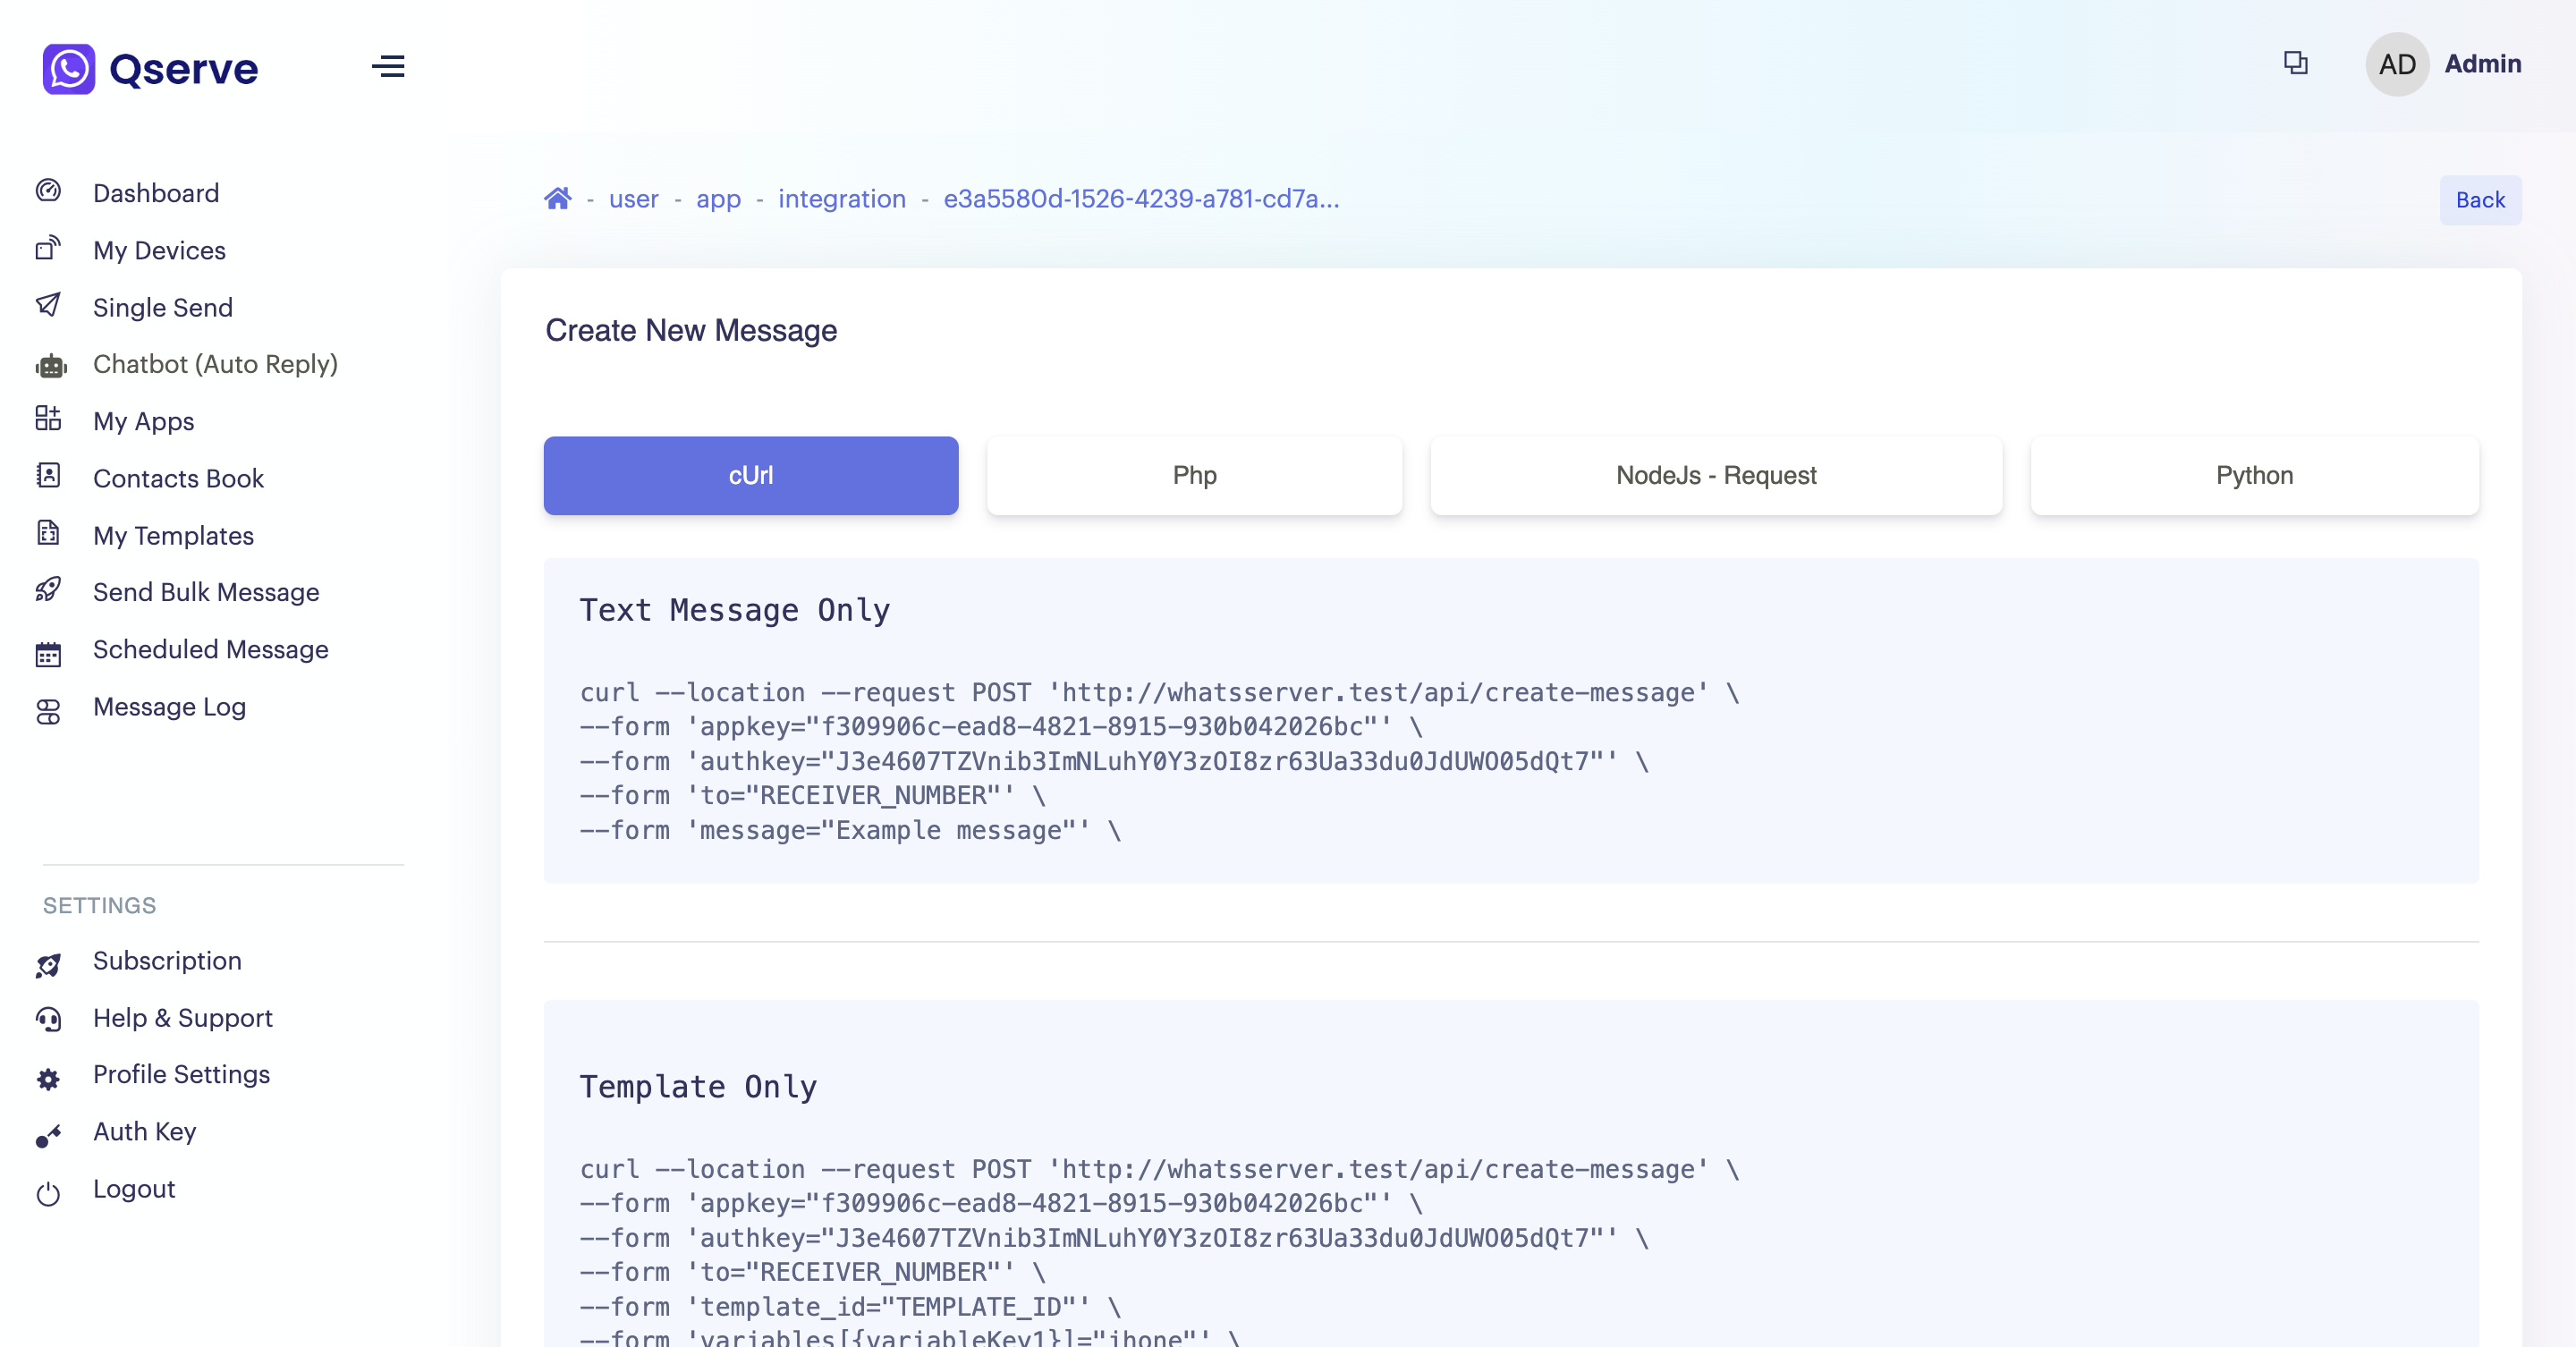 Qserve
AD Admin
Dashboard
My Devices
Single Send
Chatbot (Auto Reply)
My Apps
Contacts Book
My Templates
Send Bulk Message
Scheduled Message
Message Log
SETTINGS
Subscription
Help & Support
Profile Settings
Auth Key
Logout
- user - app - integration - e3a5580d-1526-4239-a781-cd7a...
Back
Create New Message
cUrl
Php
NodeJs - Request
Python
Text Message Only
curl --location --request POST 'http://whatsserver.test/api/create-message' \
--form 'appkey="f309906c-ead8-4821-8915-930b042026bc"' \
--form 'authkey="J3e4607TZVnib3ImNLuhY0Y3zOI8zr63Ua33du0JdUWO05dQt7"' \
--form 'to="RECEIVER_NUMBER"' \
--form 'message="Example message"' \
Template Only
curl --location --request POST 'http://whatsserver.test/api/create-message' \
--form 'appkey="f309906c-ead8-4821-8915-930b042026bc"' \
--form 'authkey="J3e4607TZVnib3ImNLuhY0Y3zOI8zr63Ua33du0JdUWO05dQt7"' \
--form 'to="RECEIVER_NUMBER"' \
--form 'template_id="TEMPLATE_ID"' \
--form 'variables[{variableKey1}]="jhone"' \